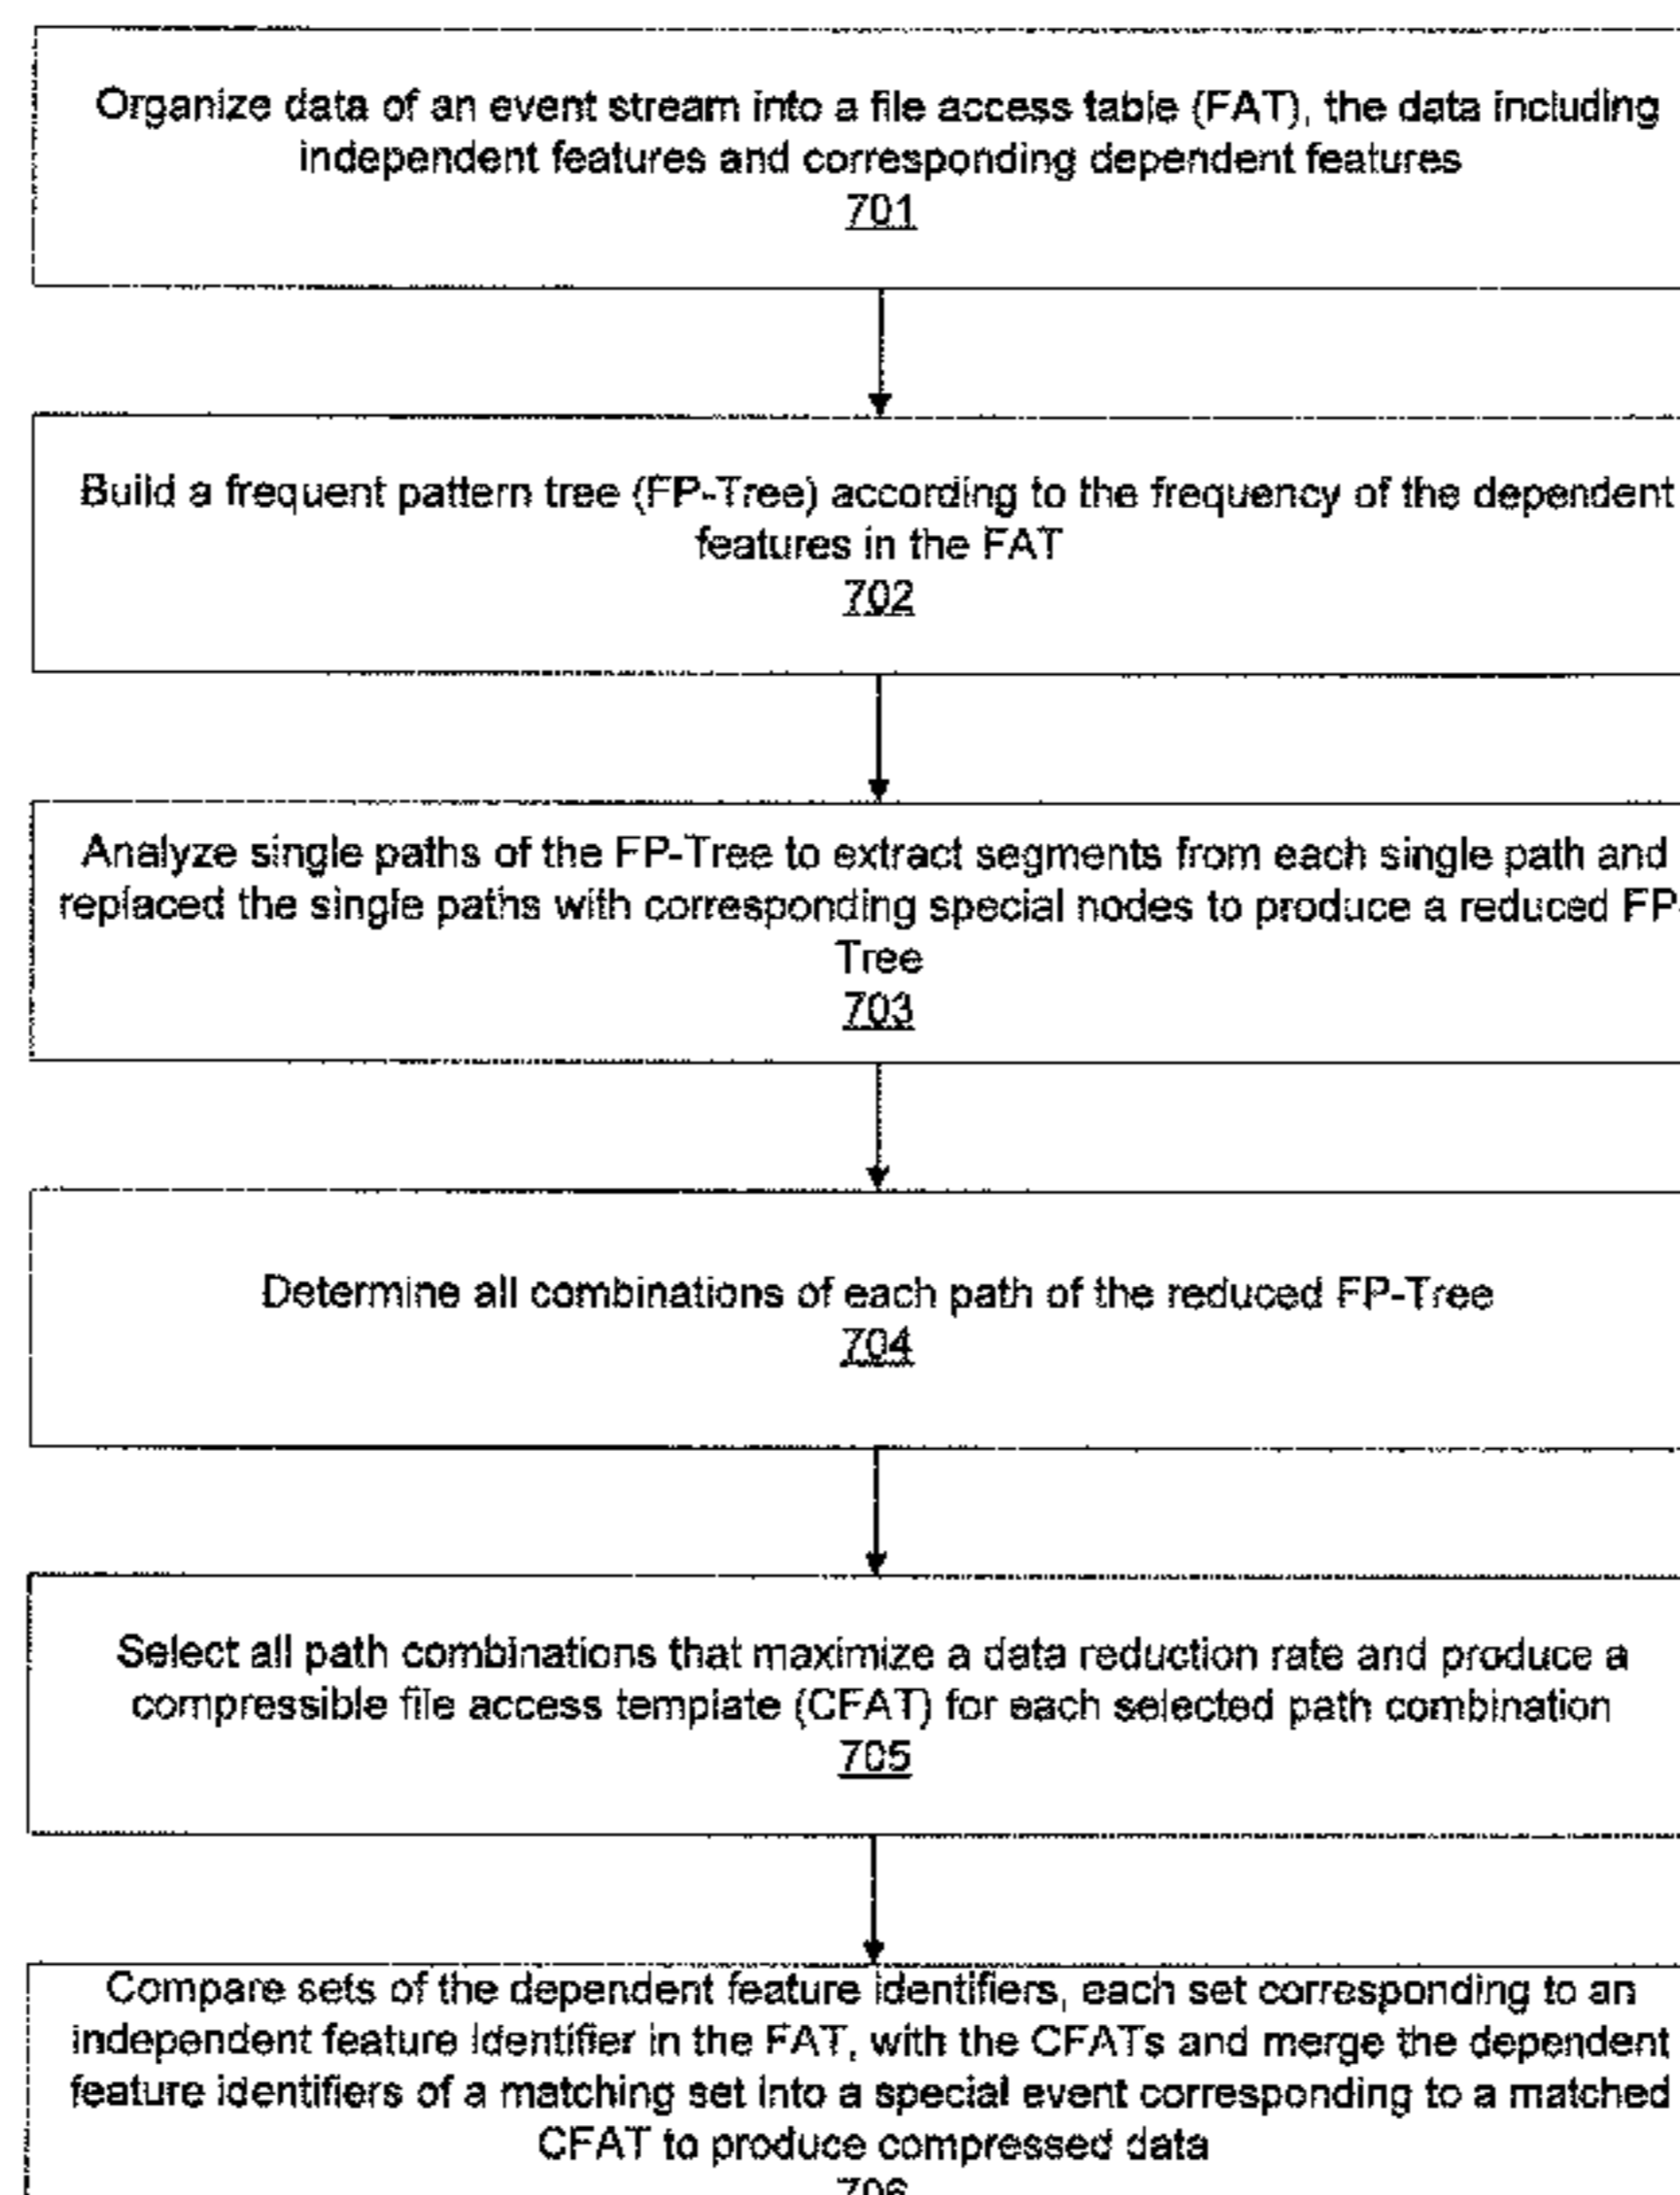 Organize data of an event stream into a file access table (FAT), the data including
independent features and corresponding dependent features
701
Build a frequent pattern tree (FP-Tree) according to the frequency of the dependent
features in the FAT
702
Analyze single paths of the FP-Tree to extract segments from each single path and
replaced the single paths with corresponding special nodes to produce a reduced FP-
Tree
703
Determine all combinations of each path of the reduced FP-Tree
704
Select all path combinations that maximize a data reduction rate and produce a
compressible file access template (CFAT) for each selected path combination
705
Compare sets of the dependent feature identifiers, each set corresponding to an
independent feature identifier in the FAT, with the CFATs and merge the dependent
feature identifiers of a matching set into a special event corresponding to a matched
CFAT to produce compressed data
706